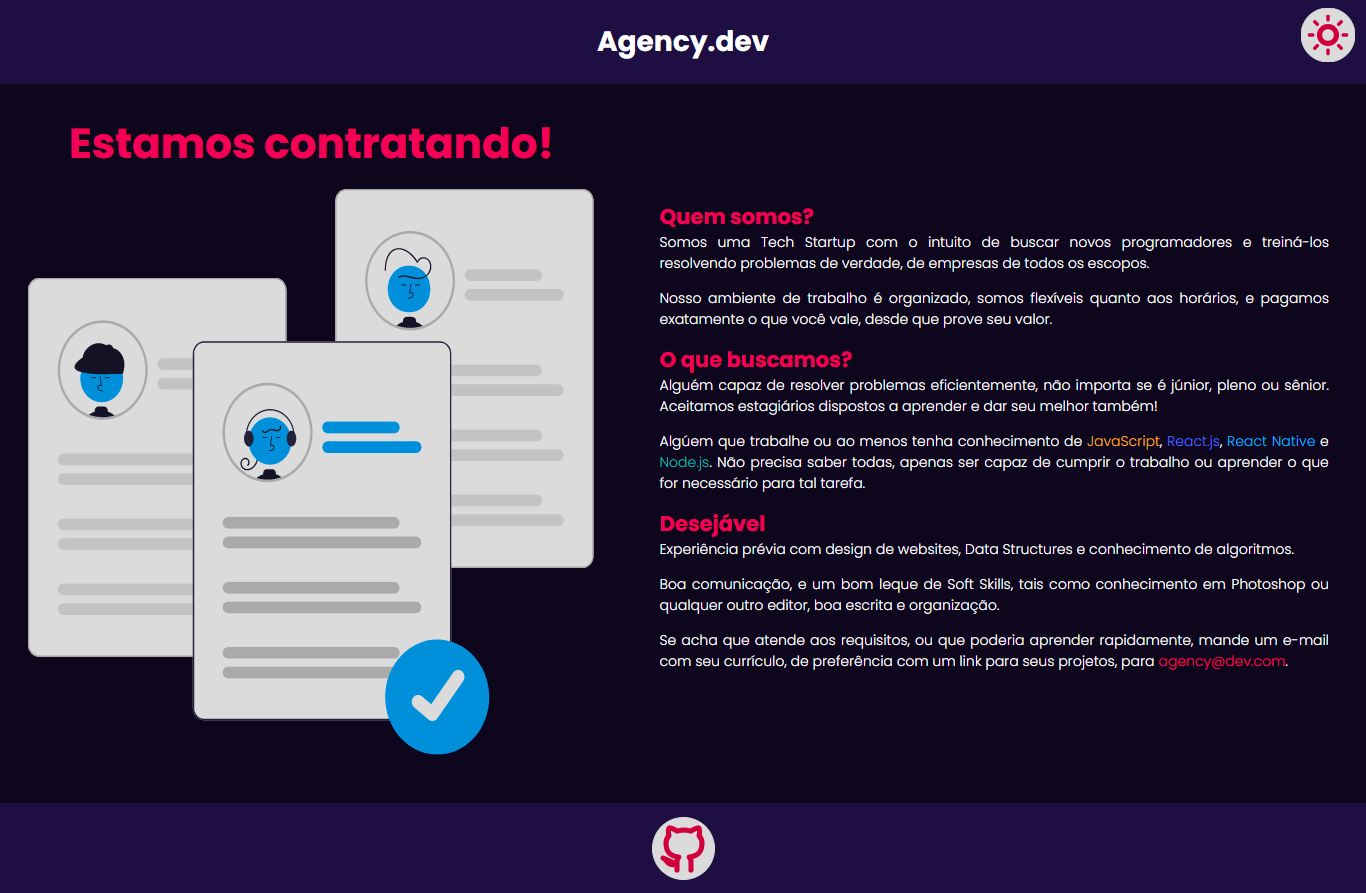 Agency.dev
Estamos contratando!
Quem somos?
Somos uma Tech Startup com o intuito de buscar novos programadores e treiná-los
resolvendo problemas de verdade, de empresas de todos os escopos.
Nosso ambiente de trabalho é organizado, somos flexíveis quanto aos horários, e pagamos
exatamente o que você vale, desde que prove seu valor.
O que buscamos?
Alguém capaz de resolver problemas eficientemente, não importa se é júnior, pleno ou sênior.
Aceitamos estagiários dispostos a aprender e dar seu melhor também!
Algúem que trabalhe ou ao menos tenha conhecimento de JavaScript, React.js, React Native e
Node.js. Não precisa saber todas, apenas ser capaz de cumprir o trabalho ou aprender o que
for necessário para tal tarefa.
Desejável
Experiência prévia com design de websites, Data Structures e conhecimento de algoritmos.
Boa comunicação, e um bom leque de Soft Skills, tais como conhecimento em Photoshop ou
qualquer outro editor, boa escrita e organização.
Se acha que atende aos requisitos, ou que poderia aprender rapidamente, mande um e-mail
com seu currículo, de preferência com um link para seus projetos, para agency@dev.com.